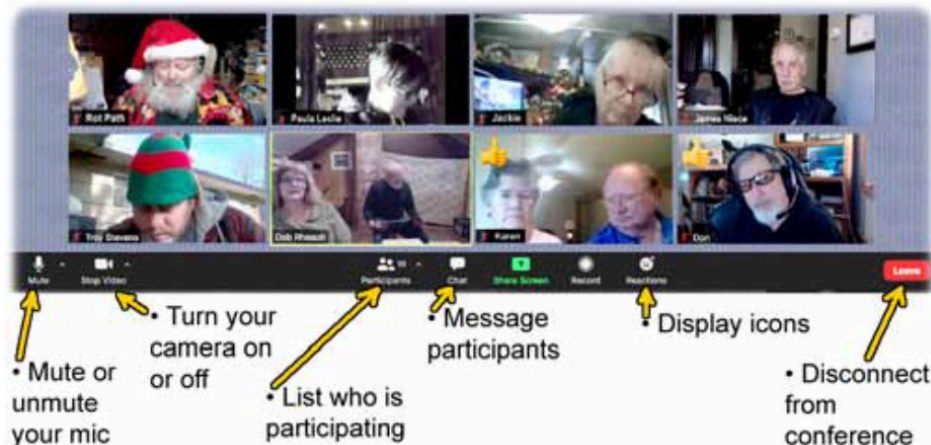 Riot Path
Paula Leslie
Jackie
James Niece
Troy Stevens
Deb Rheault
Karen
Don
Mute
Stop Video
Participants
Chat
Share Screen
Record
Reactions
Leave
• Mute or
unmute
your mic
• Turn your
camera on
or off
• List who is
participating
• Message
participants
• Display icons
• Disconnect
from
conference